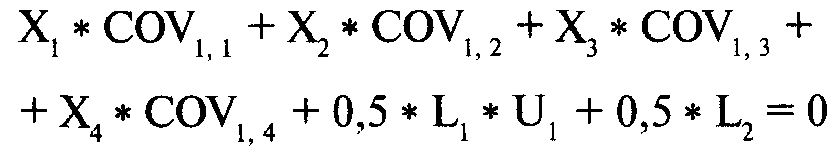 X₁ * COV₁, ₁ + X₂ * COV₁, ₂ + X₃ * COV₁, ₃ +
+ X₄ * COV₁, ₄ + 0,5 * L₁ * U₁ + 0,5 * L₂ = 0